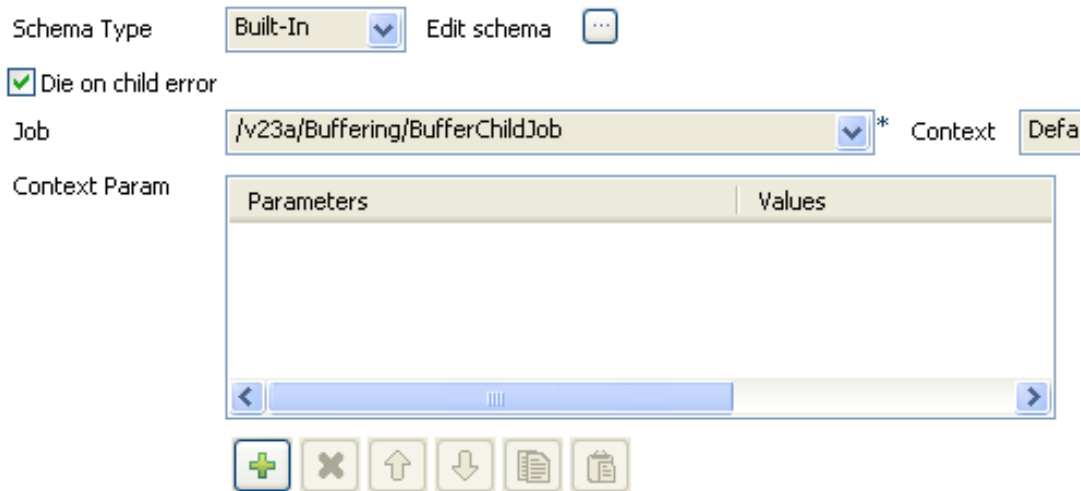 Schema Type Built-In Edit schema
Die on child error
Job /v23a/Buffering/BufferChildJob * Context Defa
Context Param
Parameters Values